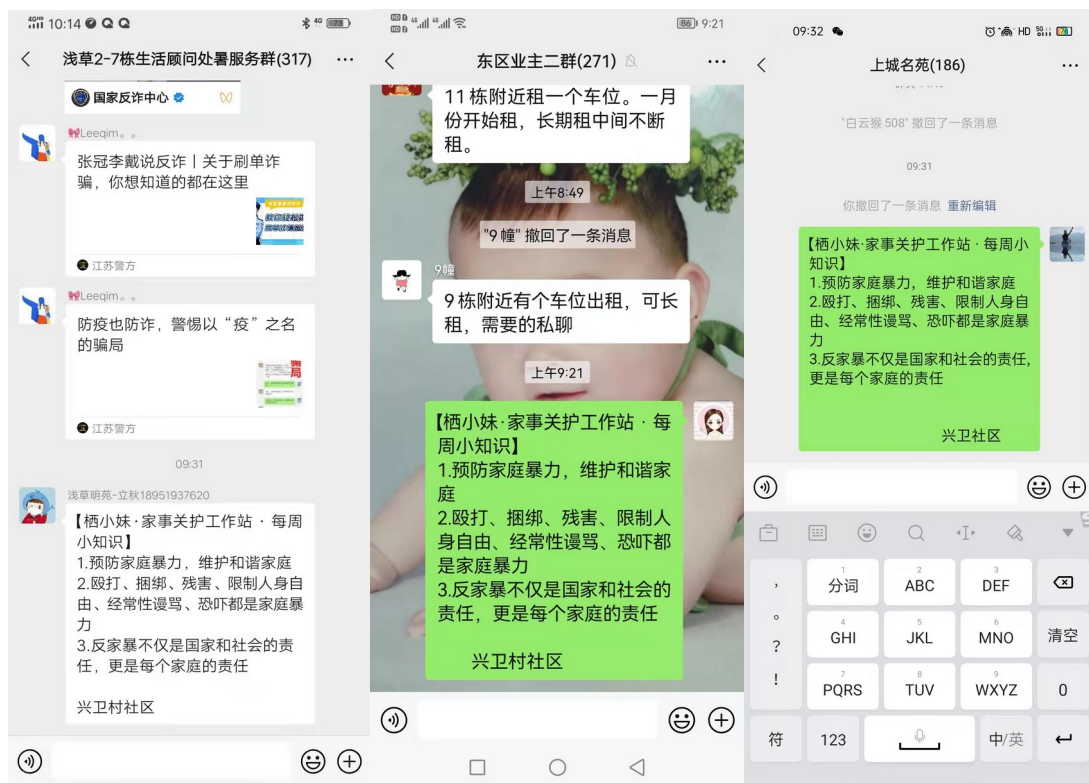 10:14
浅草2-7栋生活顾问处暑服务群(317)
国家反诈中心
Leeqim。。
张冠李戴说反诈丨关于刷单诈
骗，你想知道的都在这里
江苏警方
Leeqim。。
防疫也防诈，警惕以“疫”之名
的骗局
骗
局
江苏警方
09:31
浅草明苑-立秋18951937620
【栖小妹·家事关护工作站 · 每周
小知识】
1.预防家庭暴力，维护和谐家庭
2.殴打、捆绑、残害、限制人身自
由、经常性谩骂、恐吓都是家庭暴
力
3.反家暴不仅是国家和社会的责
任，更是每个家庭的责任
兴卫村社区
86 9:21
东区业主二群(271)
11 栋附近租一个车位。一月
份开始租，长期租中间不断
租。
上午8:49
"9 幢" 撤回了一条消息
9幢
9 栋附近有个车位出租，可长
租，需要的私聊
上午9:21
【栖小妹·家事关护工作站 · 每
周小知识】
1.预防家庭暴力，维护和谐家
庭
2.殴打、捆绑、残害、限制人
身自由、经常性谩骂、恐吓都
是家庭暴力
3.反家暴不仅是国家和社会的
责任，更是每个家庭的责任
兴卫村社区
09:32 HD 5G
上城名苑(186)
"白云猴 508" 撤回了一条消息
09:31
你撤回了一条消息 重新编辑
【栖小妹·家事关护工作站·每周小
知识】
1.预防家庭暴力，维护和谐家庭
2.殴打、捆绑、残害、限制人身自
由、经常性谩骂、恐吓都是家庭暴
力
3.反家暴不仅是国家和社会的责任,
更是每个家庭的责任
兴卫社区
， 1 分词 2 ABC 3 DEF
。 4 GHI 5 JKL 6 MNO 清空
？
！ 7 PQRS 8 TUV 9 WXYZ 0
符 123 中/英